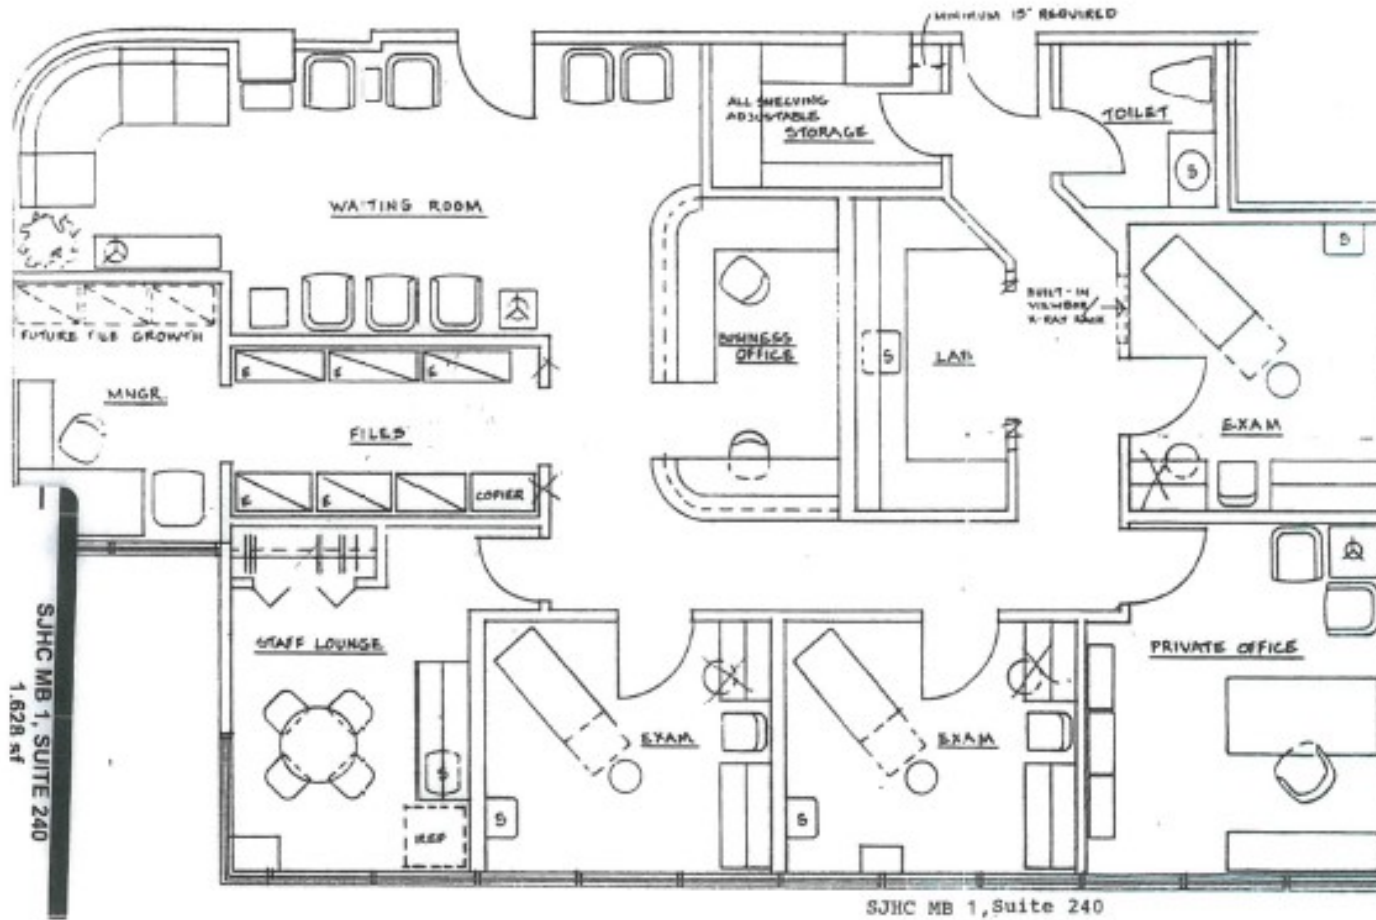 MINIMUM 15" REQUIRED
ALL SHELVING
ADJUSTABLE
STORAGE
TOILET
S
WAITING ROOM
S
BUILT-IN
VIEWBOX
X-RAY
FUTURE FILE GROWTH
BUSINESS
OFFICE
S
LAB
E
E
E
MNGR.
FILES
EXAM
E
E
COPIER
STAFF LOUNGE
PRIVATE OFFICE
EXAM
EXAM
S
S
S
REF
SJHC MB 1, SUITE 240
1,628 sf
SJHC MB 1, Suite 240